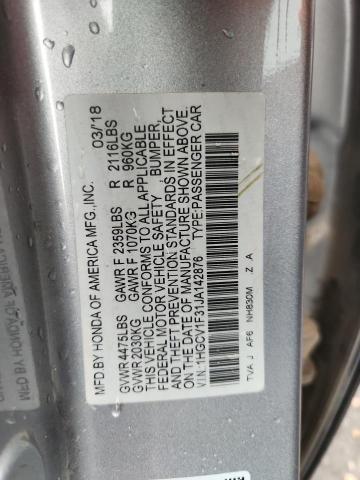 MFD.BY HONDA OF AMERICA MFG.,INC. 03/18
GVWR 4475LBS GAWR F 2359LBS R 2116LBS
GVWR 2030KG GAWR F 1070KG R 960KG
THIS VEHICLE CONFORMS TO ALL APPLICABLE
FEDERAL MOTOR VEHICLE SAFETY, BUMPER,
THEFT PREVENTION STANDARDS IN EFFECT
ON THE DATE OF MANUFACTURE SHOWN ABOVE.
V.I.N.:1HGCV1F31JA142876 TYPE:PASSENGER CAR
TVA J AF6 NH830M Z A